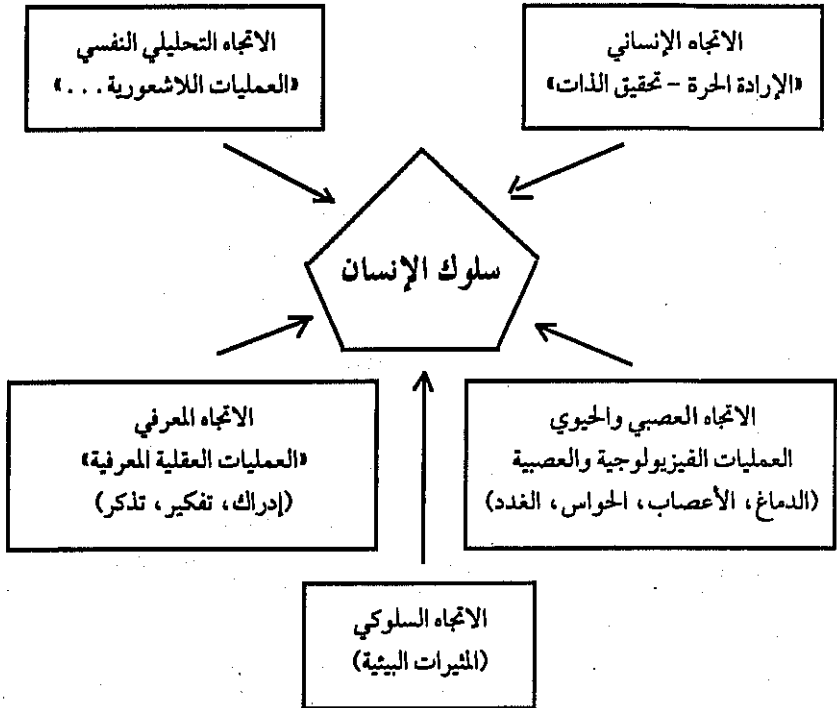 الاتجاه الإنساني
«الإرادة الحرة - تحقيق الذات»
الاتجاه التحليلي النفسي
«العمليات اللاشعورية...»
سلوك الإنسان
الاتجاه العصبي والحيوي
العمليات الفيزيولوجية والعصبية
(الدماغ، الأعصاب، الحواس، الغدد)
الاتجاه المعرفي
«العمليات العقلية المعرفية»
(إدراك، تفكير، تذكر)
الاتجاه السلوكي
(المثيرات البيئية)